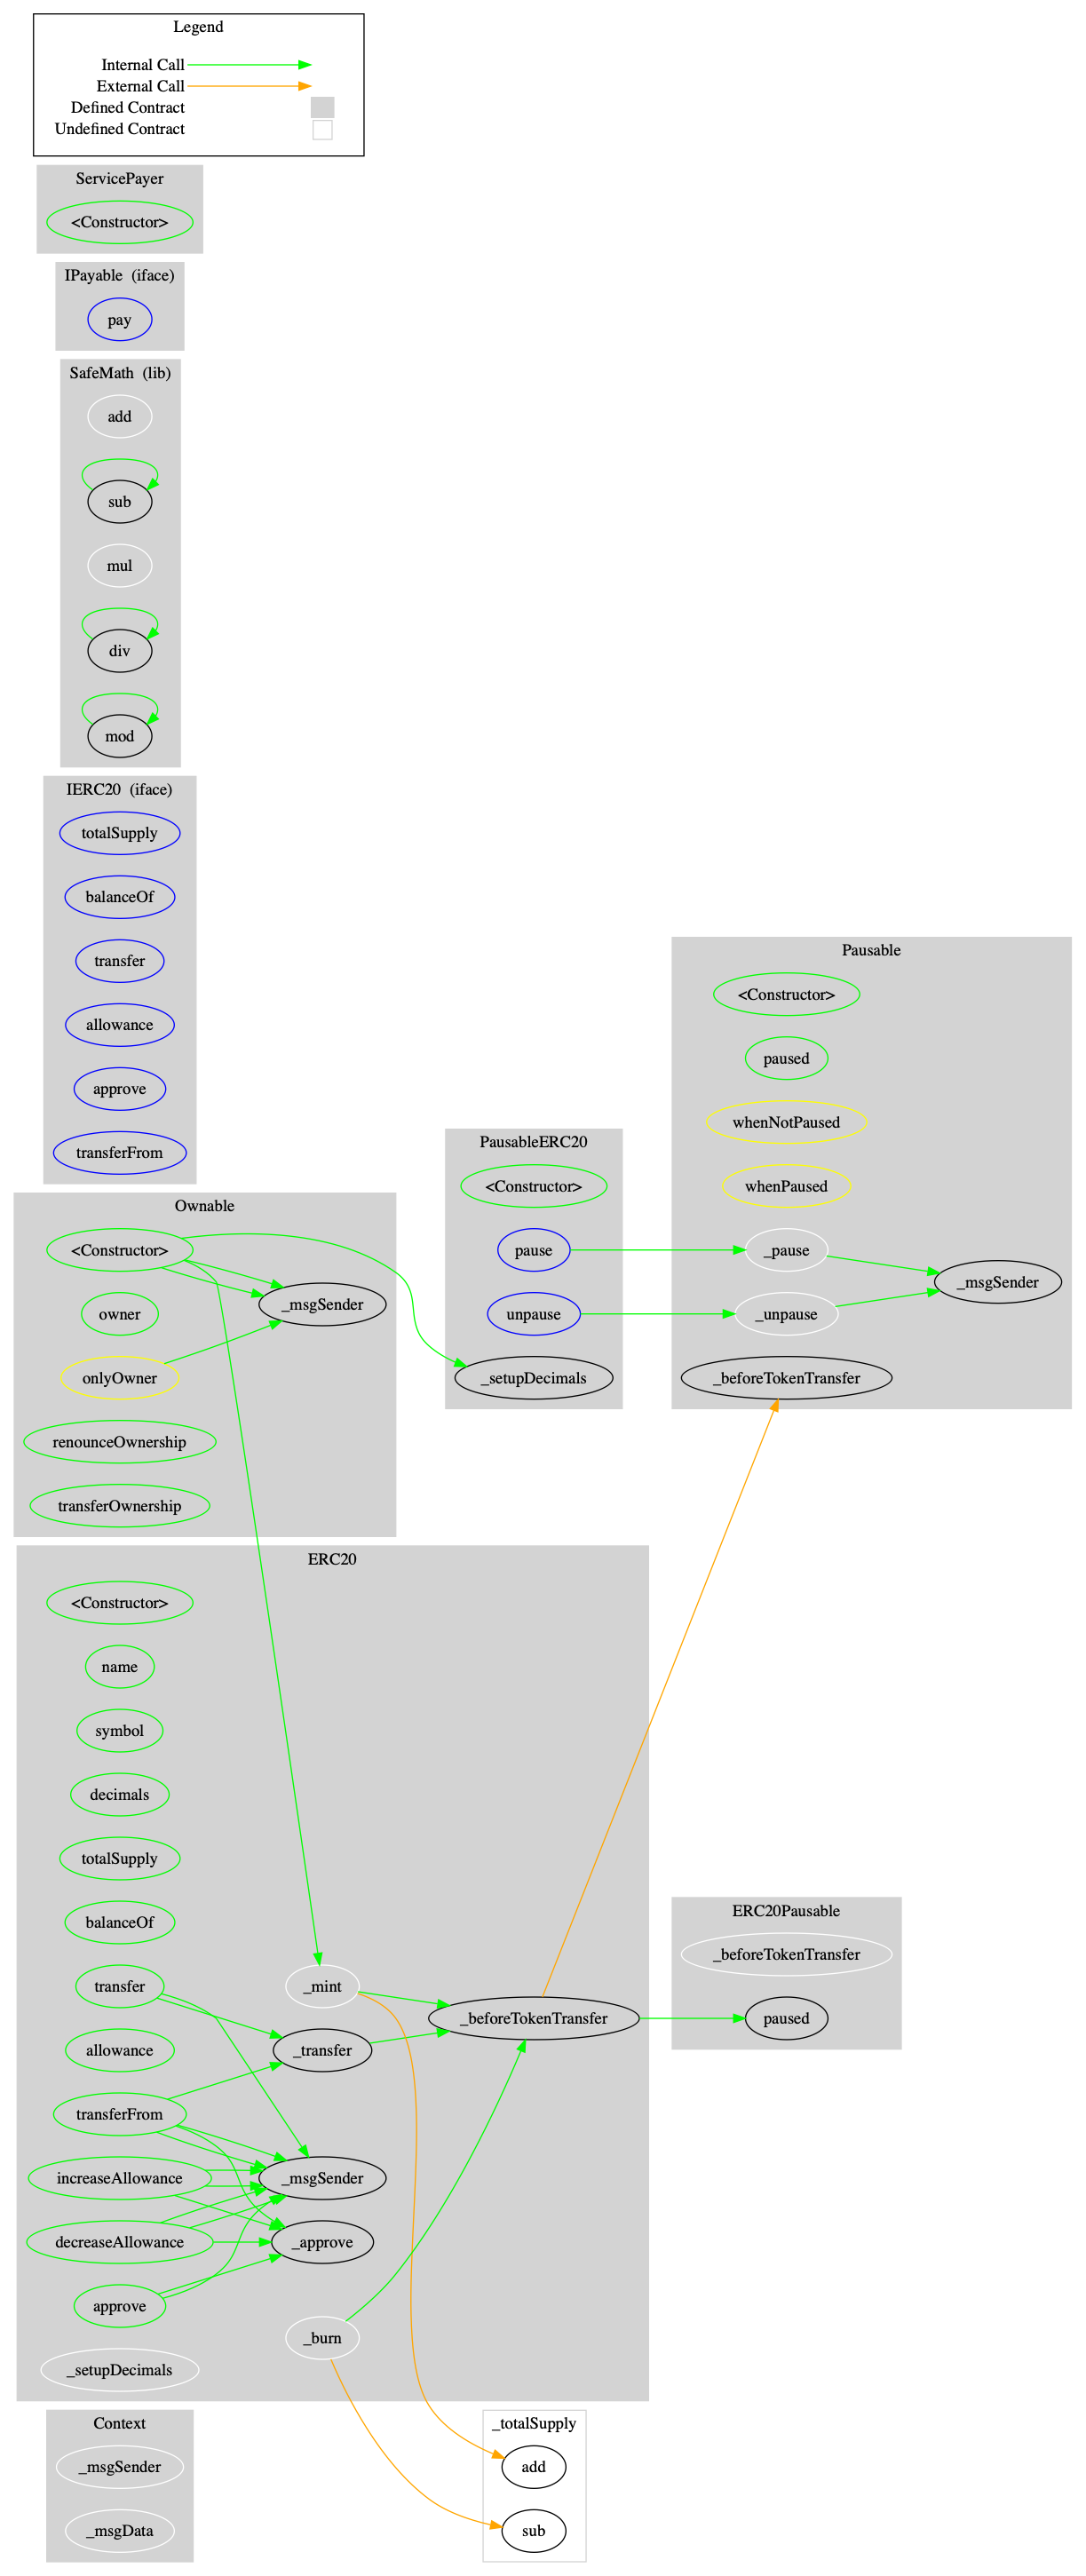 Legend
Internal Call
External Call
Defined Contract
Undefined Contract
ServicePayer
<Constructor>
IPayable (iface)
pay
SafeMath (lib)
add
sub
mul
div
mod
IERC20 (iface)
totalSupply
balanceOf
transfer
allowance
approve
transferFrom
Ownable
<Constructor>
_msgSender
owner
onlyOwner
renounceOwnership
transferOwnership
PausableERC20
<Constructor>
pause
unpause
_setupDecimals
Pausable
<Constructor>
paused
whenNotPaused
whenPaused
_pause
_msgSender
_unpause
_beforeTokenTransfer
ERC20
<Constructor>
name
symbol
decimals
totalSupply
balanceOf
transfer
_mint
_beforeTokenTransfer
allowance
_transfer
transferFrom
increaseAllowance
_msgSender
decreaseAllowance
_approve
approve
_burn
_setupDecimals
ERC20Pausable
_beforeTokenTransfer
paused
Context
_msgSender
_msgData
_totalSupply
add
sub